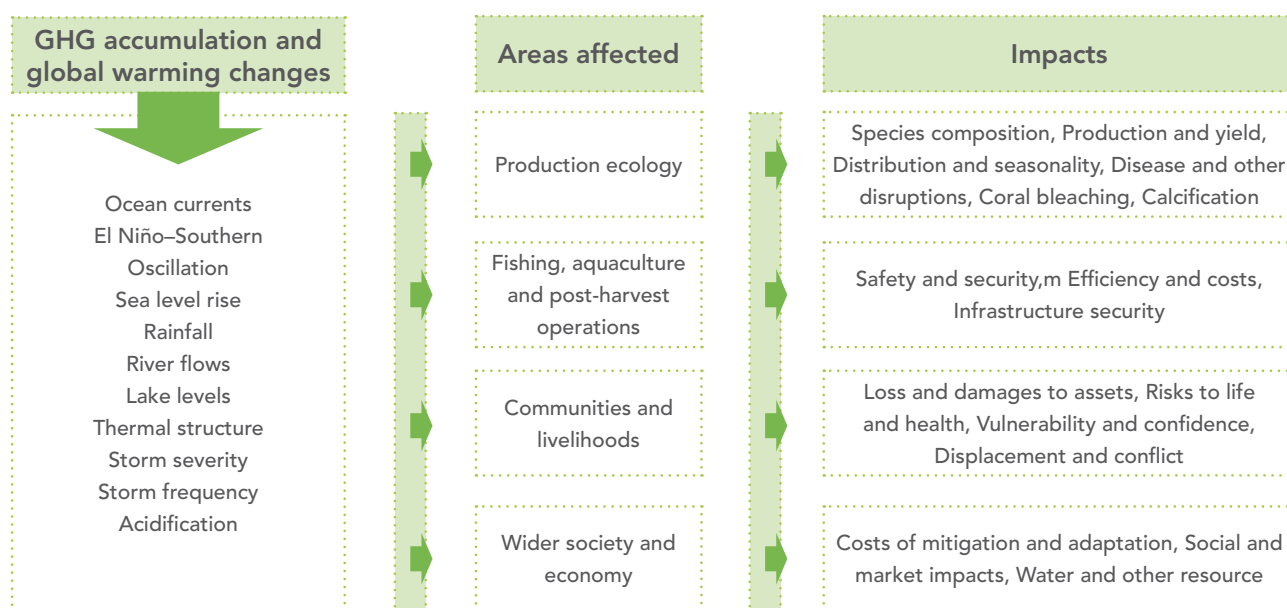 GHG accumulation and
global warming changes
Ocean currents
El Niño–Southern
Oscillation
Sea level rise
Rainfall
River flows
Lake levels
Thermal structure
Storm severity
Storm frequency
Acidification
Areas affected
Production ecology
Fishing, aquaculture
and post-harvest
operations
Communities and
livelihoods
Wider society and
economy
Impacts
Species composition, Production and yield,
Distribution and seasonality, Disease and other
disruptions, Coral bleaching, Calcification
Safety and security,m Efficiency and costs,
Infrastructure security
Loss and damages to assets, Risks to life
and health, Vulnerability and confidence,
Displacement and conflict
Costs of mitigation and adaptation, Social and
market impacts, Water and other resource